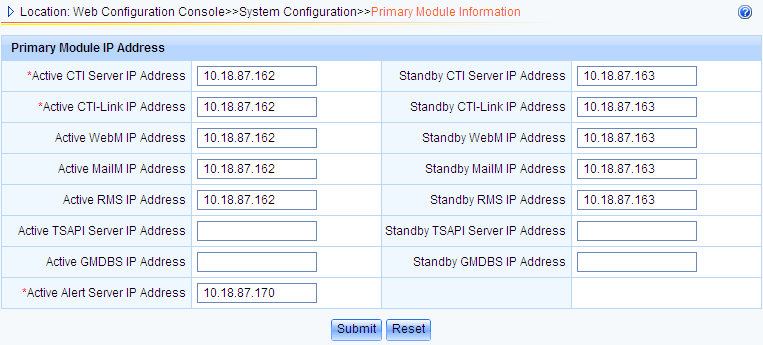 Location: Web Configuration Console>>System Configuration>>Primary Module Information
Primary Module IP Address
*Active CTI Server IP Address 10.18.87.162 Standby CTI Server IP Address 10.18.87.163
*Active CTI-Link IP Address 10.18.87.162 Standby CTI-Link IP Address 10.18.87.163
Active WebM IP Address 10.18.87.162 Standby WebM IP Address 10.18.87.163
Active MailM IP Address 10.18.87.162 Standby MailM IP Address 10.18.87.163
Active RMS IP Address 10.18.87.162 Standby RMS IP Address 10.18.87.163
Active TSAPI Server IP Address Standby TSAPI Server IP Address
Active GMDBS IP Address Standby GMDBS IP Address
*Active Alert Server IP Address 10.18.87.170
Submit Reset